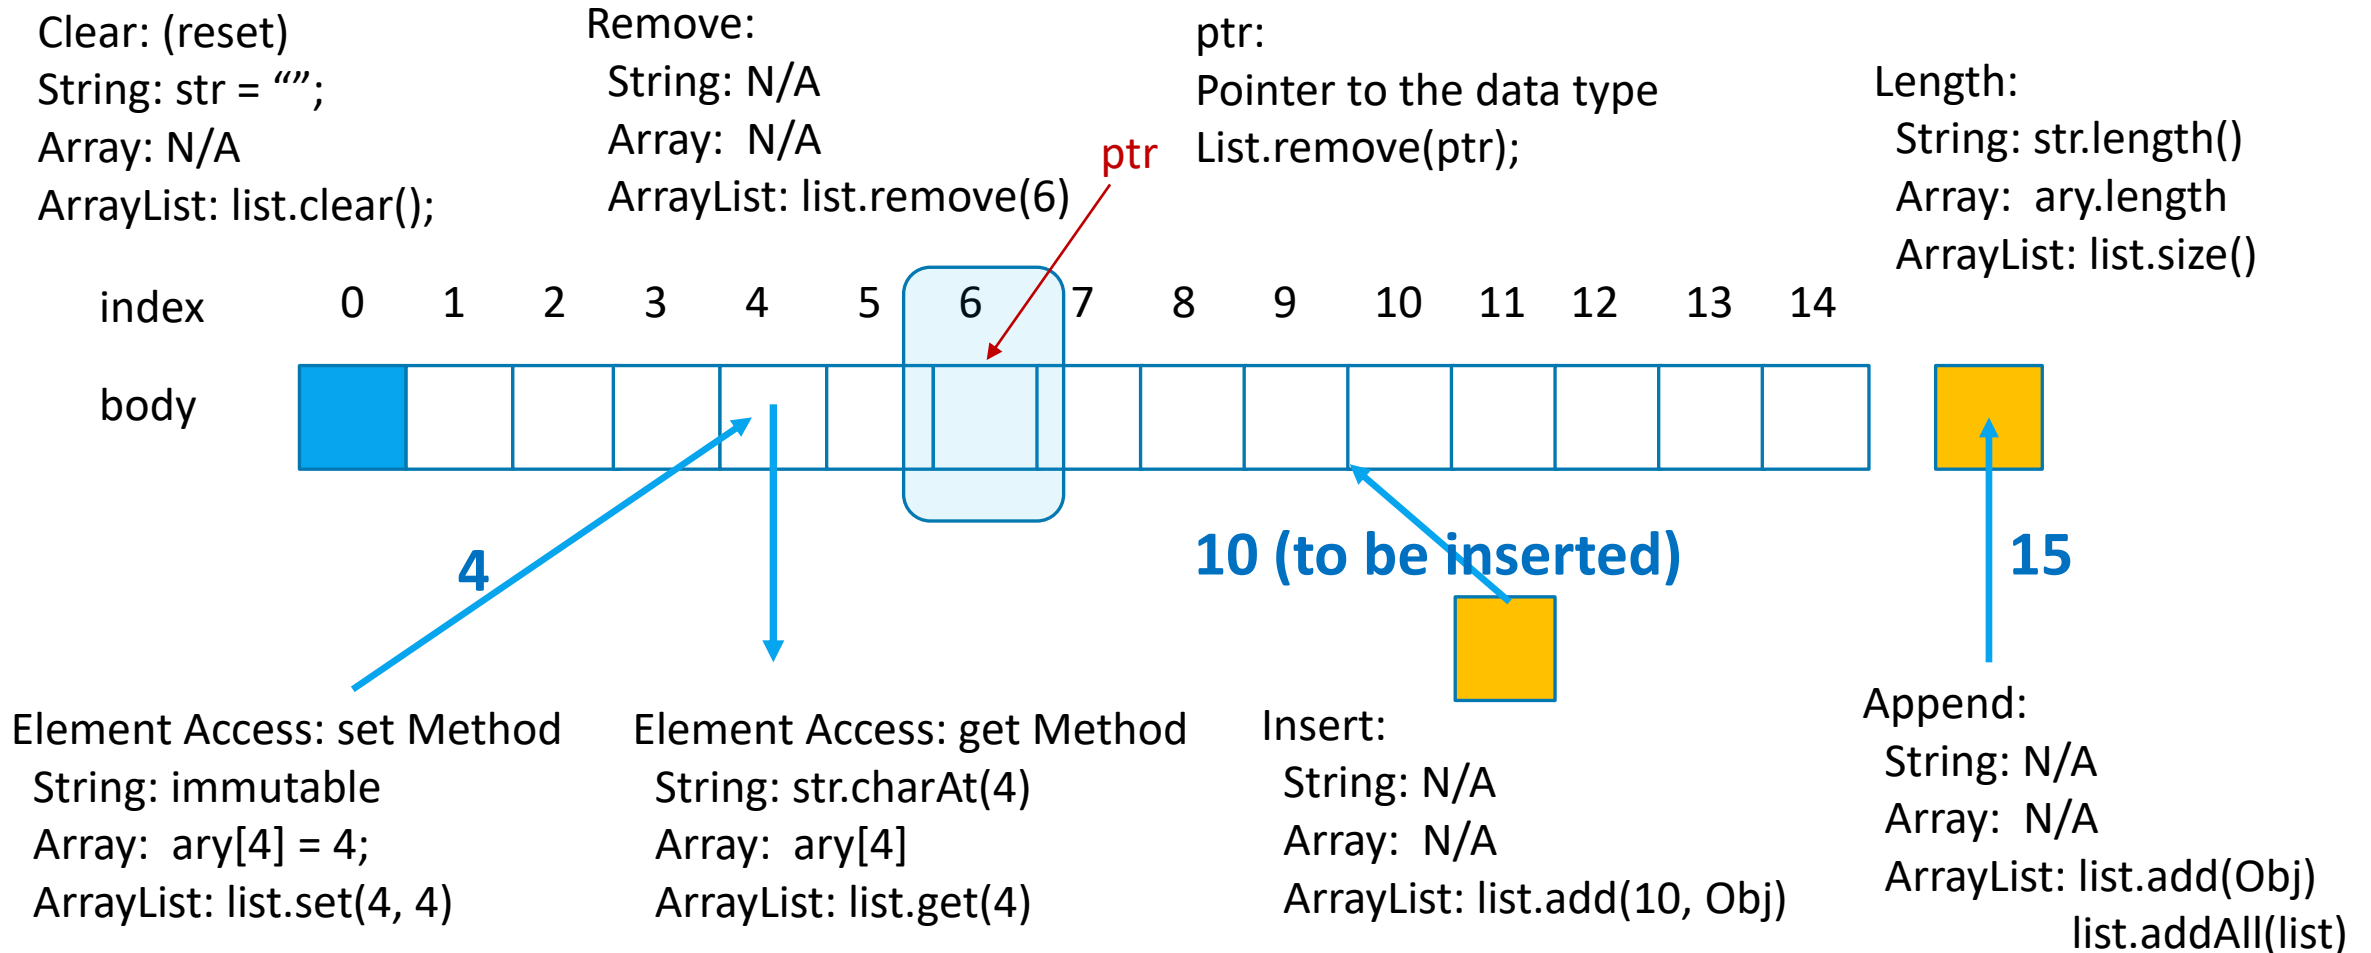 Clear: (reset)
String: str = “”;
Array: N/A
ArrayList: list.clear();
Remove:
String: N/A
Array: N/A
ArrayList: list.remove(6)
ptr
ptr:
Pointer to the data type
List.remove(ptr);
Length:
String: str.length()
Array: ary.length
ArrayList: list.size()
index 0 1 2 3 4 5 6 7 8 9 10 11 12 13 14
body
4
10 (to be inserted)
15
Element Access: set Method
String: immutable
Array: ary[4] = 4;
ArrayList: list.set(4, 4)
Element Access: get Method
String: str.charAt(4)
Array: ary[4]
ArrayList: list.get(4)
Insert:
String: N/A
Array: N/A
ArrayList: list.add(10, Obj)
Append:
String: N/A
Array: N/A
ArrayList: list.add(Obj)
list.addAll(list)